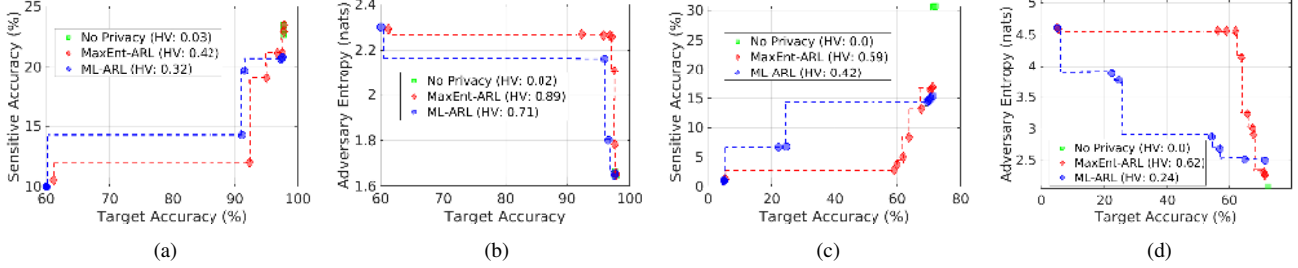 Sensitive Accuracy (%)
25
20
15
10
No Privacy (HV: 0.03)
MaxEnt-ARL (HV: 0.42)
ML-ARL (HV: 0.32)
60
70
80
90
100
Target Accuracy (%)
(a)
Adversary Entropy (nats)
2.4
2.2
2
1.8
1.6
No Privacy (HV: 0.02)
MaxEnt-ARL (HV: 0.89)
ML-ARL (HV: 0.71)
60
70
80
90
100
Target Accuracy
(b)
Sensitive Accuracy (%)
30
25
20
15
10
5
0
No Privacy (HV: 0.0)
MaxEnt-ARL (HV: 0.59)
ML-ARL (HV: 0.42)
0
20
40
60
80
Target Accuracy (%)
(c)
Adversary Entropy (nats)
5
4.5
4
3.5
3
2.5
No Privacy (HV: 0.0)
MaxEnt-ARL (HV: 0.62)
ML-ARL (HV: 0.24)
0
20
40
60
Target Accuracy (%)
(d)